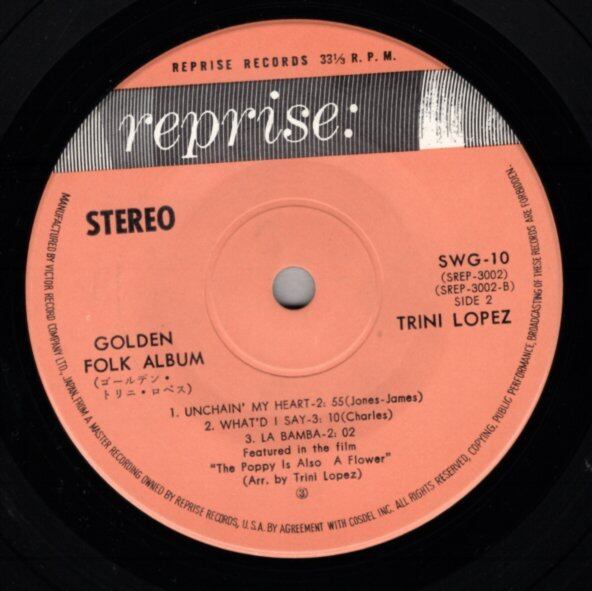 REPRISE RECORDS 33⅓ R. P. M.
reprise:
STEREO
SWG-10
(SREP-3002)
(SREP-3002-B)
SIDE 2
TRINI LOPEZ
GOLDEN
FOLK ALBUM
(ゴールデン・
トリニ・ロペス)
1. UNCHAIN' MY HEART-2: 55(Jones-James)
2. WHAT'D I SAY-3: 10(Charles)
3. LA BAMBA-2: 02
Featured in the film
"The Poppy Is Also A Flower"
(Arr. by Trini Lopez)
MANUFACTURED BY VICTOR RECORD COMPANY LTD., JAPAN, FROM A MASTER RECORDING OWNED BY REPRISE RECORDS, U.S.A. BY AGREEMENT WITH COSDEL INC. ALL RIGHTS RESERVED, COPYING, PUBLIC PERFORMANCE, BROADCASTING OF THESE RECORDS ARE FORBIDDEN.